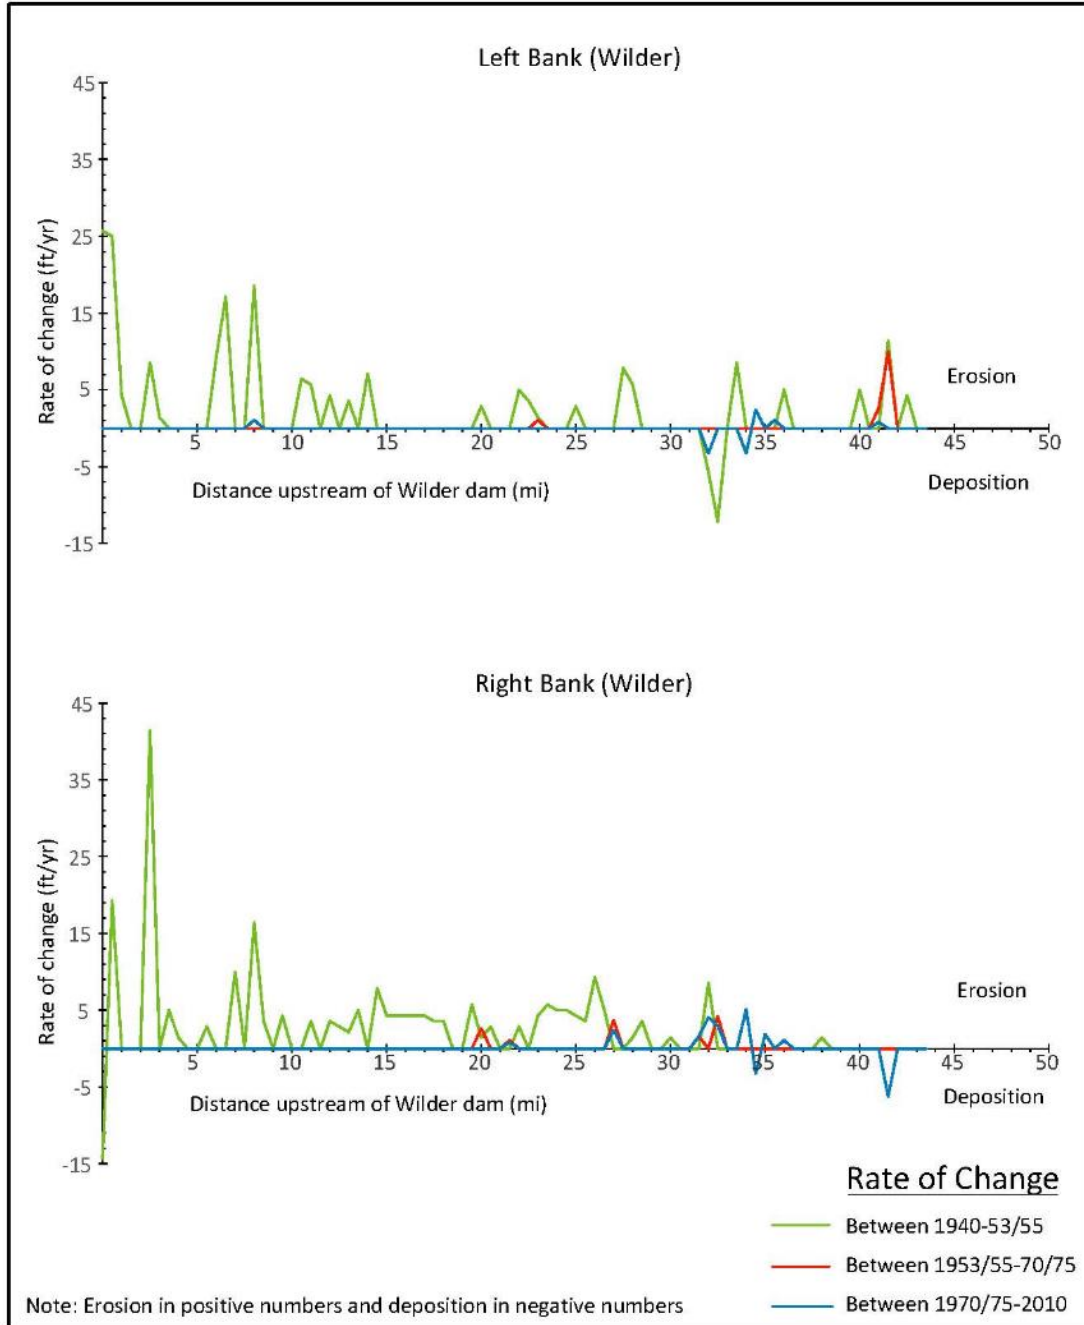 Left Bank (Wilder)
45
35
25
15
5
-5
-15
Rate of change (ft/yr)
5 10 15 20 25 30 35 40 45 50
Erosion
Deposition
Distance upstream of Wilder dam (mi)
Right Bank (Wilder)
45
35
25
15
5
-5
-15
Rate of change (ft/yr)
5 10 15 20 25 30 35 40 45 50
Erosion
Deposition
Distance upstream of Wilder dam (mi)
Rate of Change
Between 1940-53/55
Between 1953/55-70/75
Between 1970/75-2010
Note: Erosion in positive numbers and deposition in negative numbers